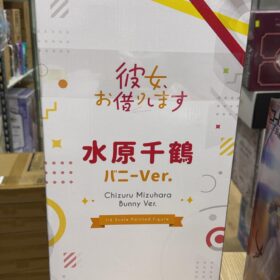 彼女、
お借りします
水原千鶴
バニーVer.
Chizuru Mizuhara
Bunny Ver.
1/6 Scale Painted Figure